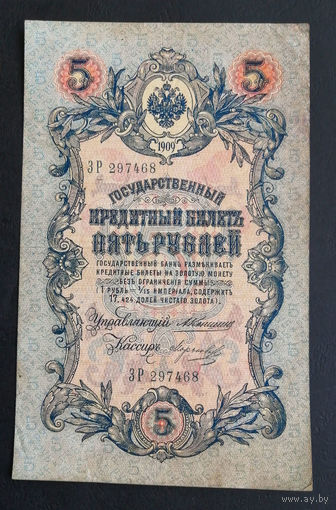 5 5
1909
ЗР 297468
ГОСУДАРСТВЕННЫЙ
КРЕДИТНЫЙ БИЛЕТЪ
ПЯТЬ РУБЛЕЙ
ГОСУДАРСТВЕННЫЙ БАНКЪ РАЗМѢНИВАЕТЪ
КРЕДИТНЫЕ БИЛЕТЫ НА ЗОЛОТУЮ МОНЕТУ
БЕЗЪ ОГРАНИЧЕНІЯ СУММЫ
(1 РУБЛЬ = 1/15 ИМПЕРІАЛА, СОДЕРЖИТЪ
17,424 ДОЛЕЙ ЧИСТАГО ЗОЛОТА).
Управляющій
Кассиръ
ЗР 297468
5
www.ay.by